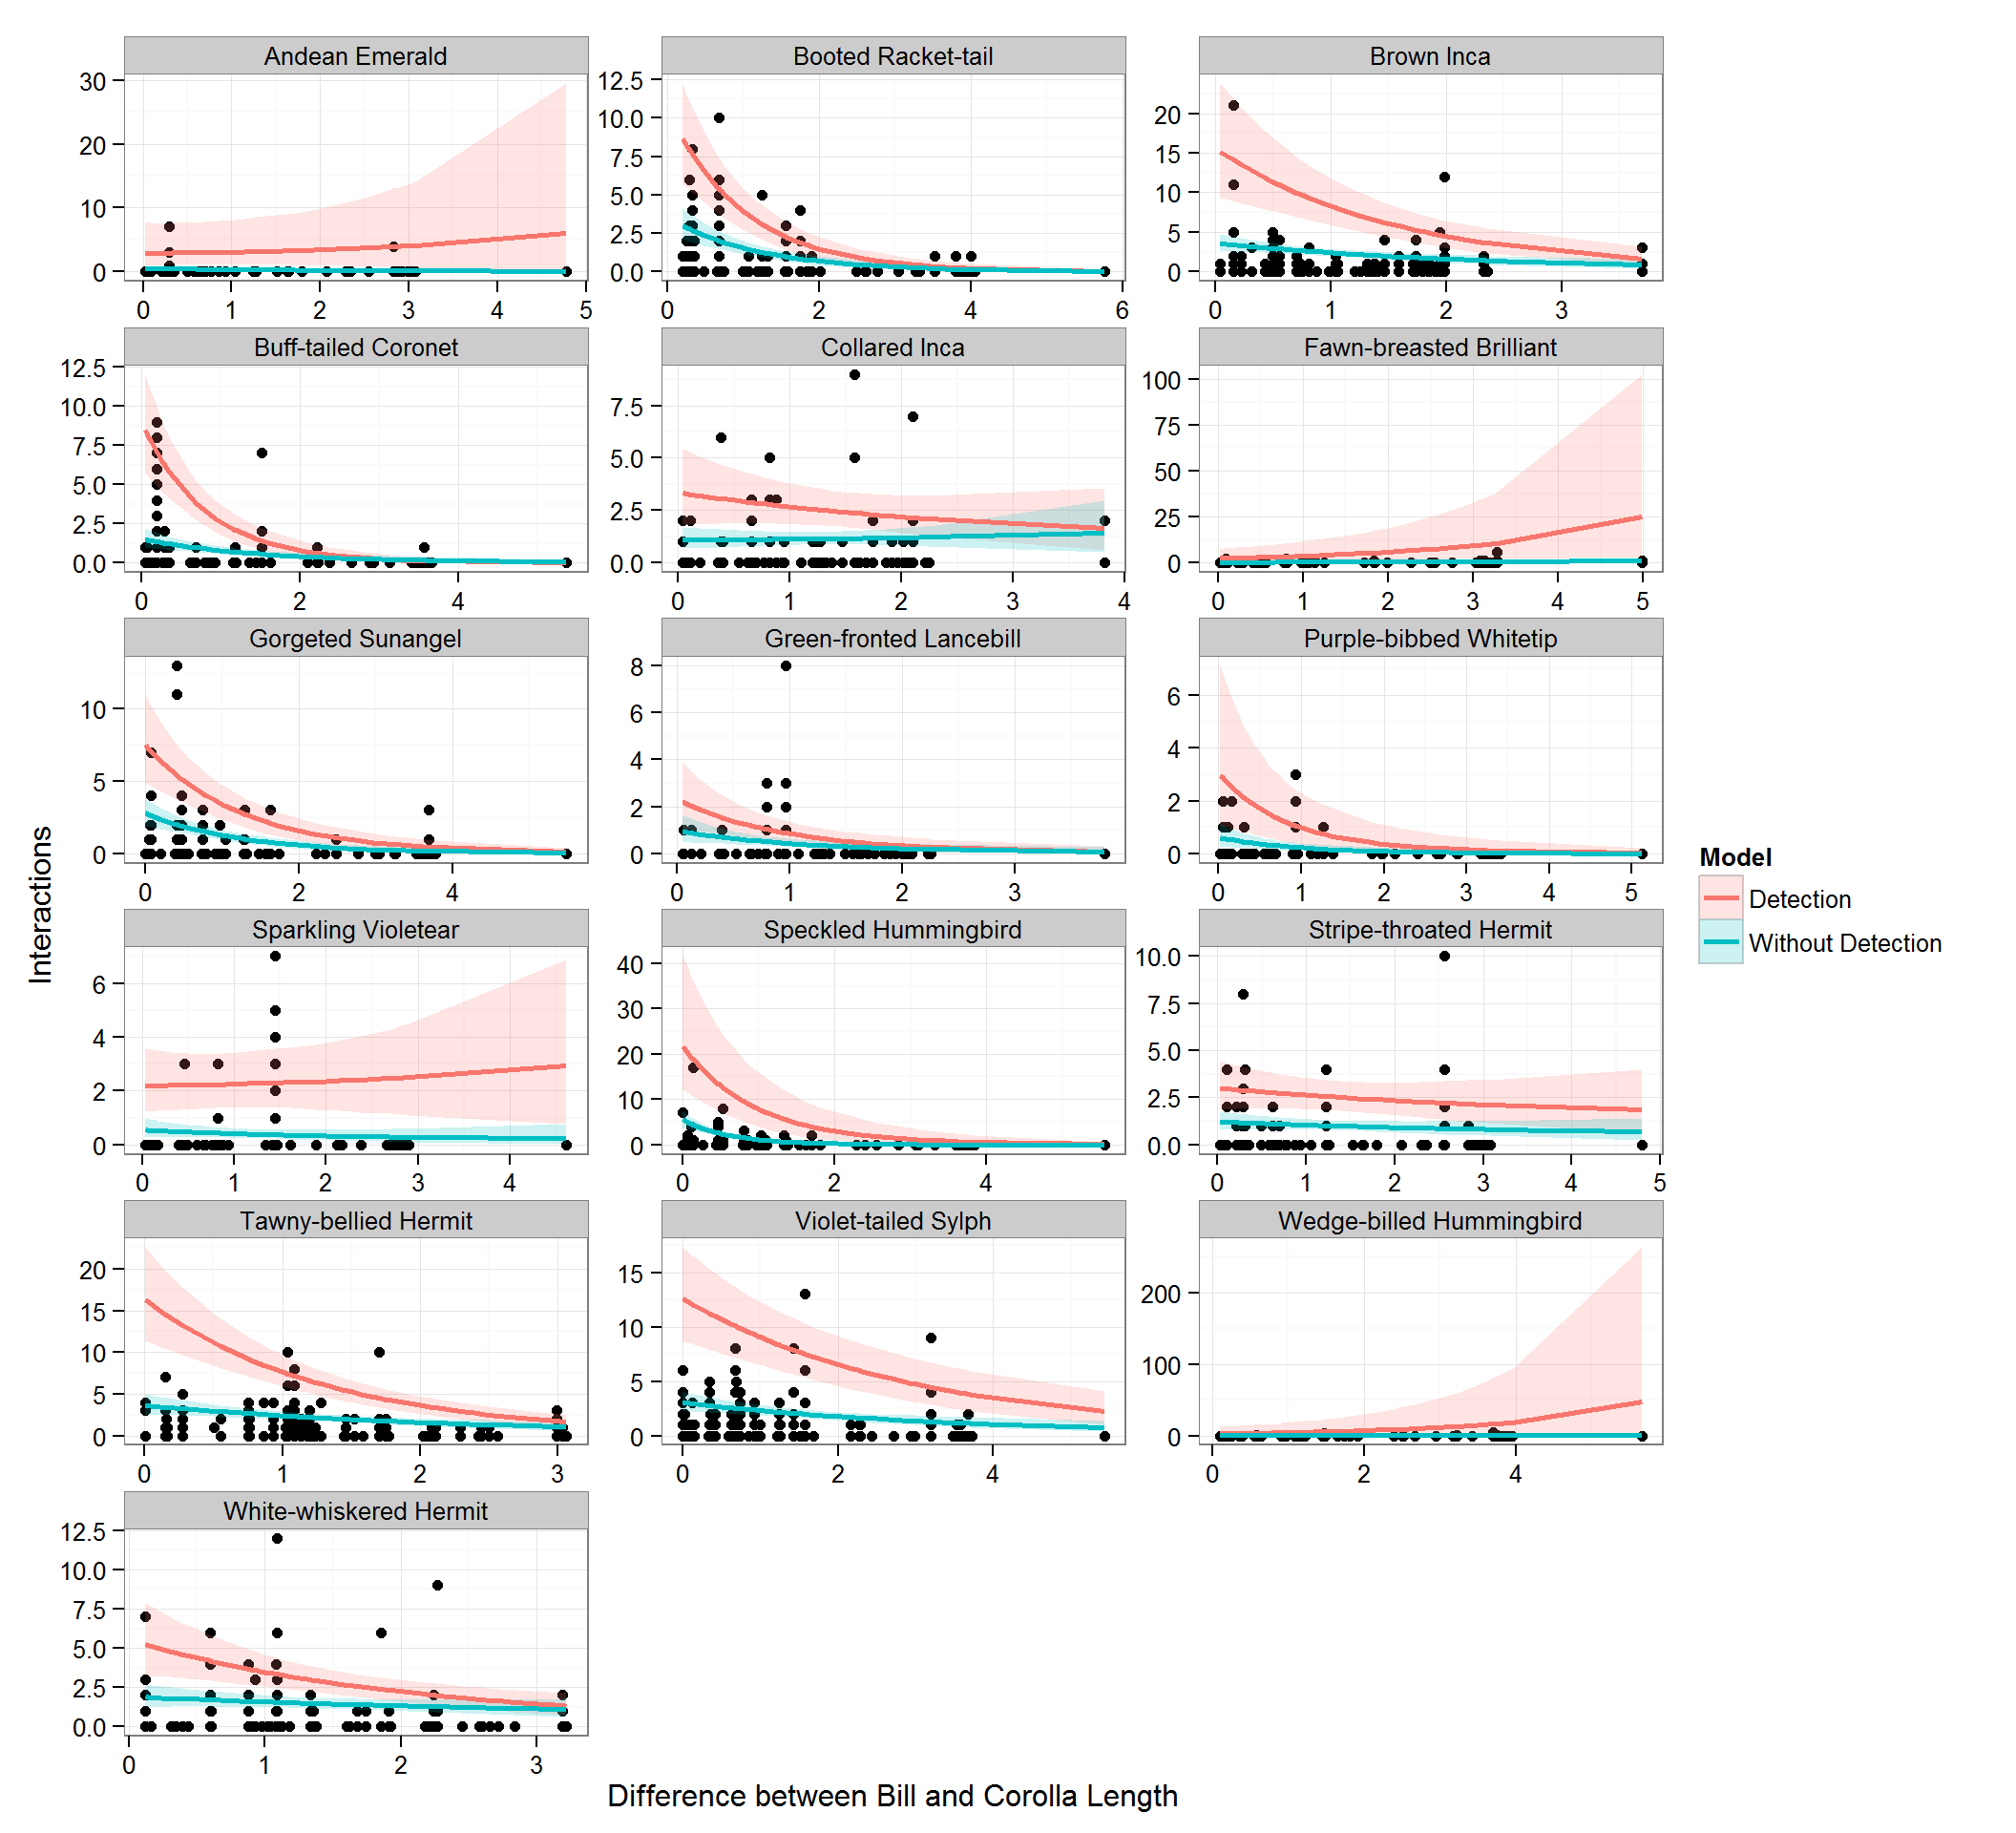 Andean Emerald
Booted Racket-tail
Brown Inca
30
20
10
0
0 1 2 3 4 5
12.5
10.0
7.5
5.0
2.5
0.0
0 2 4 6
20
15
10
5
0
0 1 2 3
Buff-tailed Coronet
Collared Inca
Fawn-breasted Brilliant
12.5
10.0
7.5
5.0
2.5
0.0
0 2 4
7.5
5.0
2.5
0.0
0 1 2 3 4
100
75
50
25
0
0 1 2 3 4 5
Gorgeted Sunangel
Green-fronted Lancebill
Purple-bibbed Whitetip
10
5
0
0 2 4
8
6
4
2
0
0 1 2 3
6
4
2
0
0 1 2 3 4 5
Sparkling Violetear
Speckled Hummingbird
Stripe-throated Hermit
6
4
2
0
0 1 2 3 4
40
30
20
10
0
0 2 4
10.0
7.5
5.0
2.5
0.0
0 1 2 3 4 5
Tawny-bellied Hermit
Violet-tailed Sylph
Wedge-billed Hummingbird
20
15
10
5
0
0 1 2 3
15
10
5
0
0 2 4
200
100
0
0 2 4
White-whiskered Hermit
12.5
10.0
7.5
5.0
2.5
0.0
0 1 2 3
Interactions
Difference between Bill and Corolla Length
Model
Detection
Without Detection